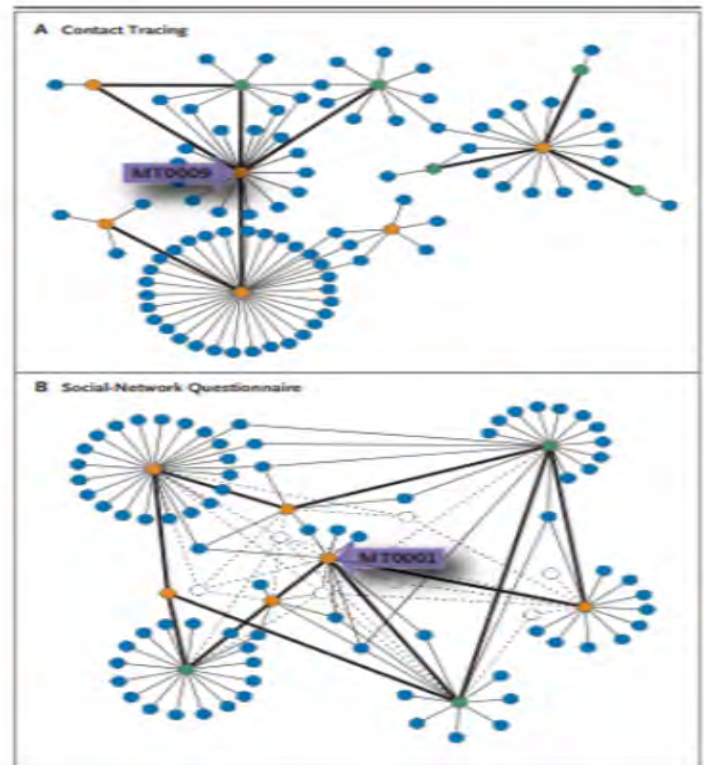 A Contact Tracing
MT0009
B Social-Network Questionnaire
MT0001